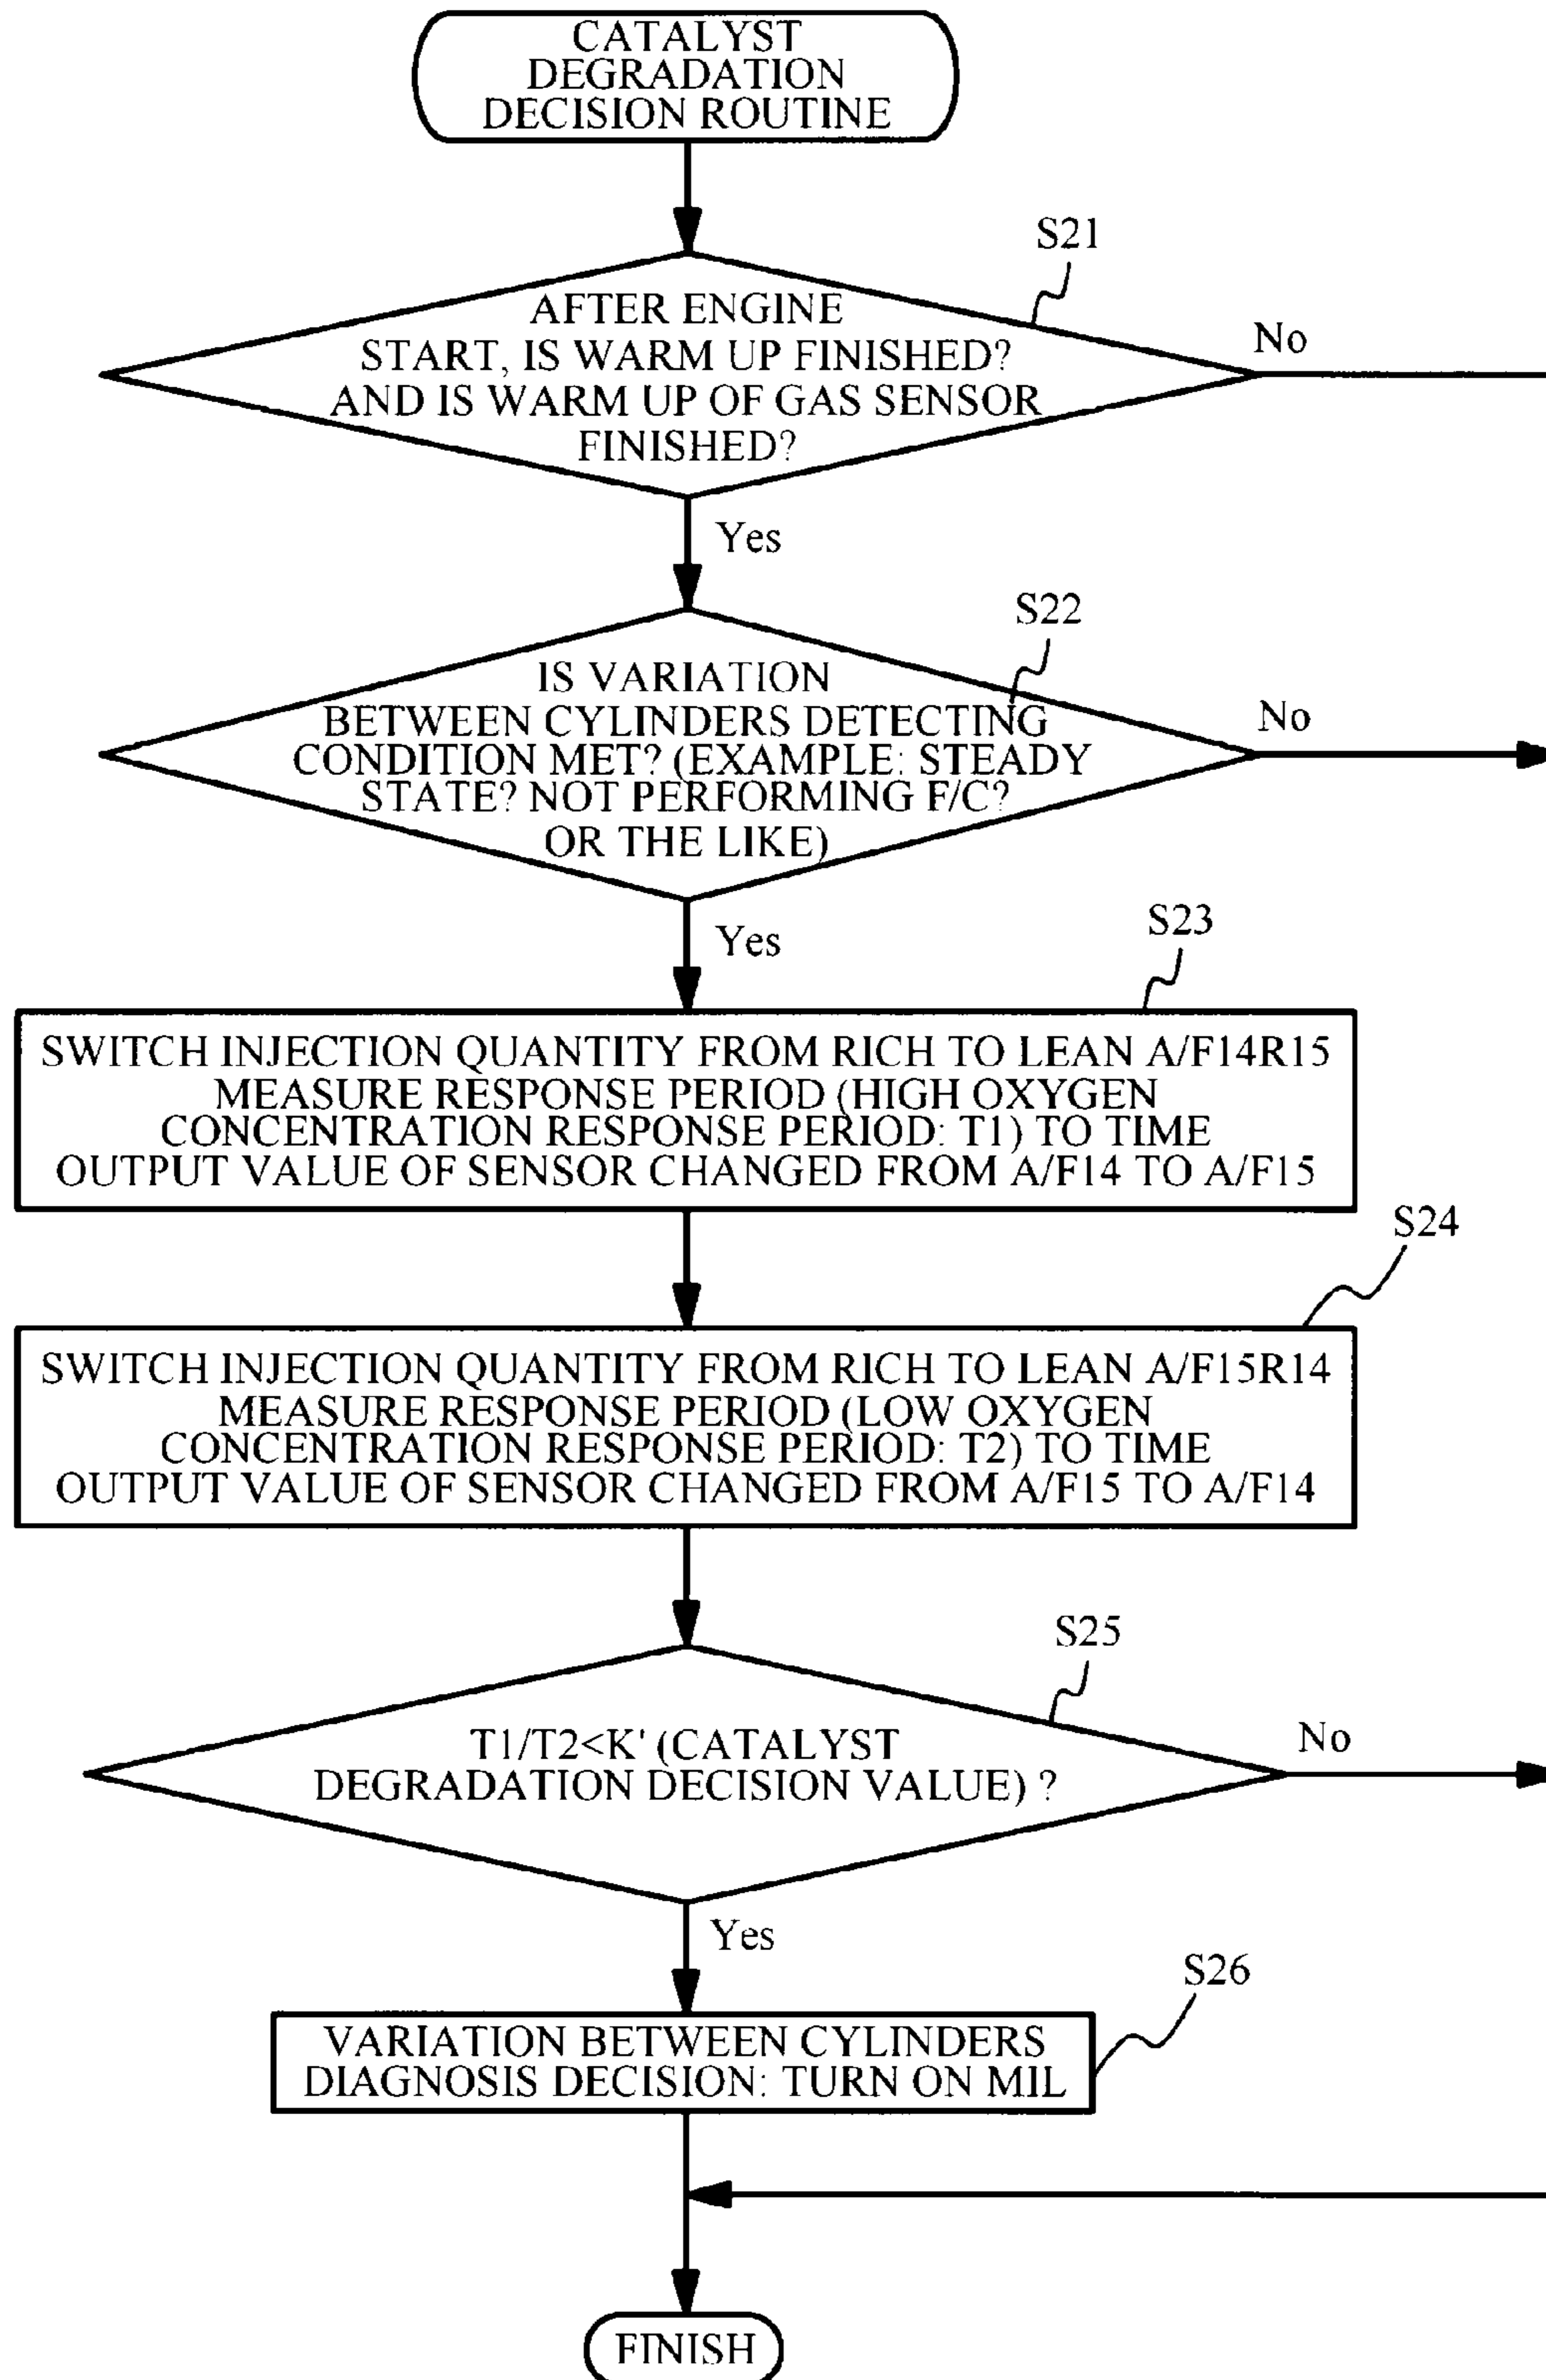 CATALYST
DEGRADATION
DECISION ROUTINE
S21
AFTER ENGINE
START, IS WARM UP FINISHED?
AND IS WARM UP OF GAS SENSOR
FINISHED?
No
Yes
S22
IS VARIATION
BETWEEN CYLINDERS DETECTING
CONDITION MET? (EXAMPLE: STEADY
STATE? NOT PERFORMING F/C?
OR THE LIKE)
No
Yes
S23
SWITCH INJECTION QUANTITY FROM RICH TO LEAN A/F14R15
MEASURE RESPONSE PERIOD (HIGH OXYGEN
CONCENTRATION RESPONSE PERIOD: T1) TO TIME
OUTPUT VALUE OF SENSOR CHANGED FROM A/F14 TO A/F15
S24
SWITCH INJECTION QUANTITY FROM RICH TO LEAN A/F15R14
MEASURE RESPONSE PERIOD (LOW OXYGEN
CONCENTRATION RESPONSE PERIOD: T2) TO TIME
OUTPUT VALUE OF SENSOR CHANGED FROM A/F15 TO A/F14
S25
T1/T2<K' (CATALYST
DEGRADATION DECISION VALUE) ?
No
Yes
S26
VARIATION BETWEEN CYLINDERS
DIAGNOSIS DECISION: TURN ON MIL
FINISH